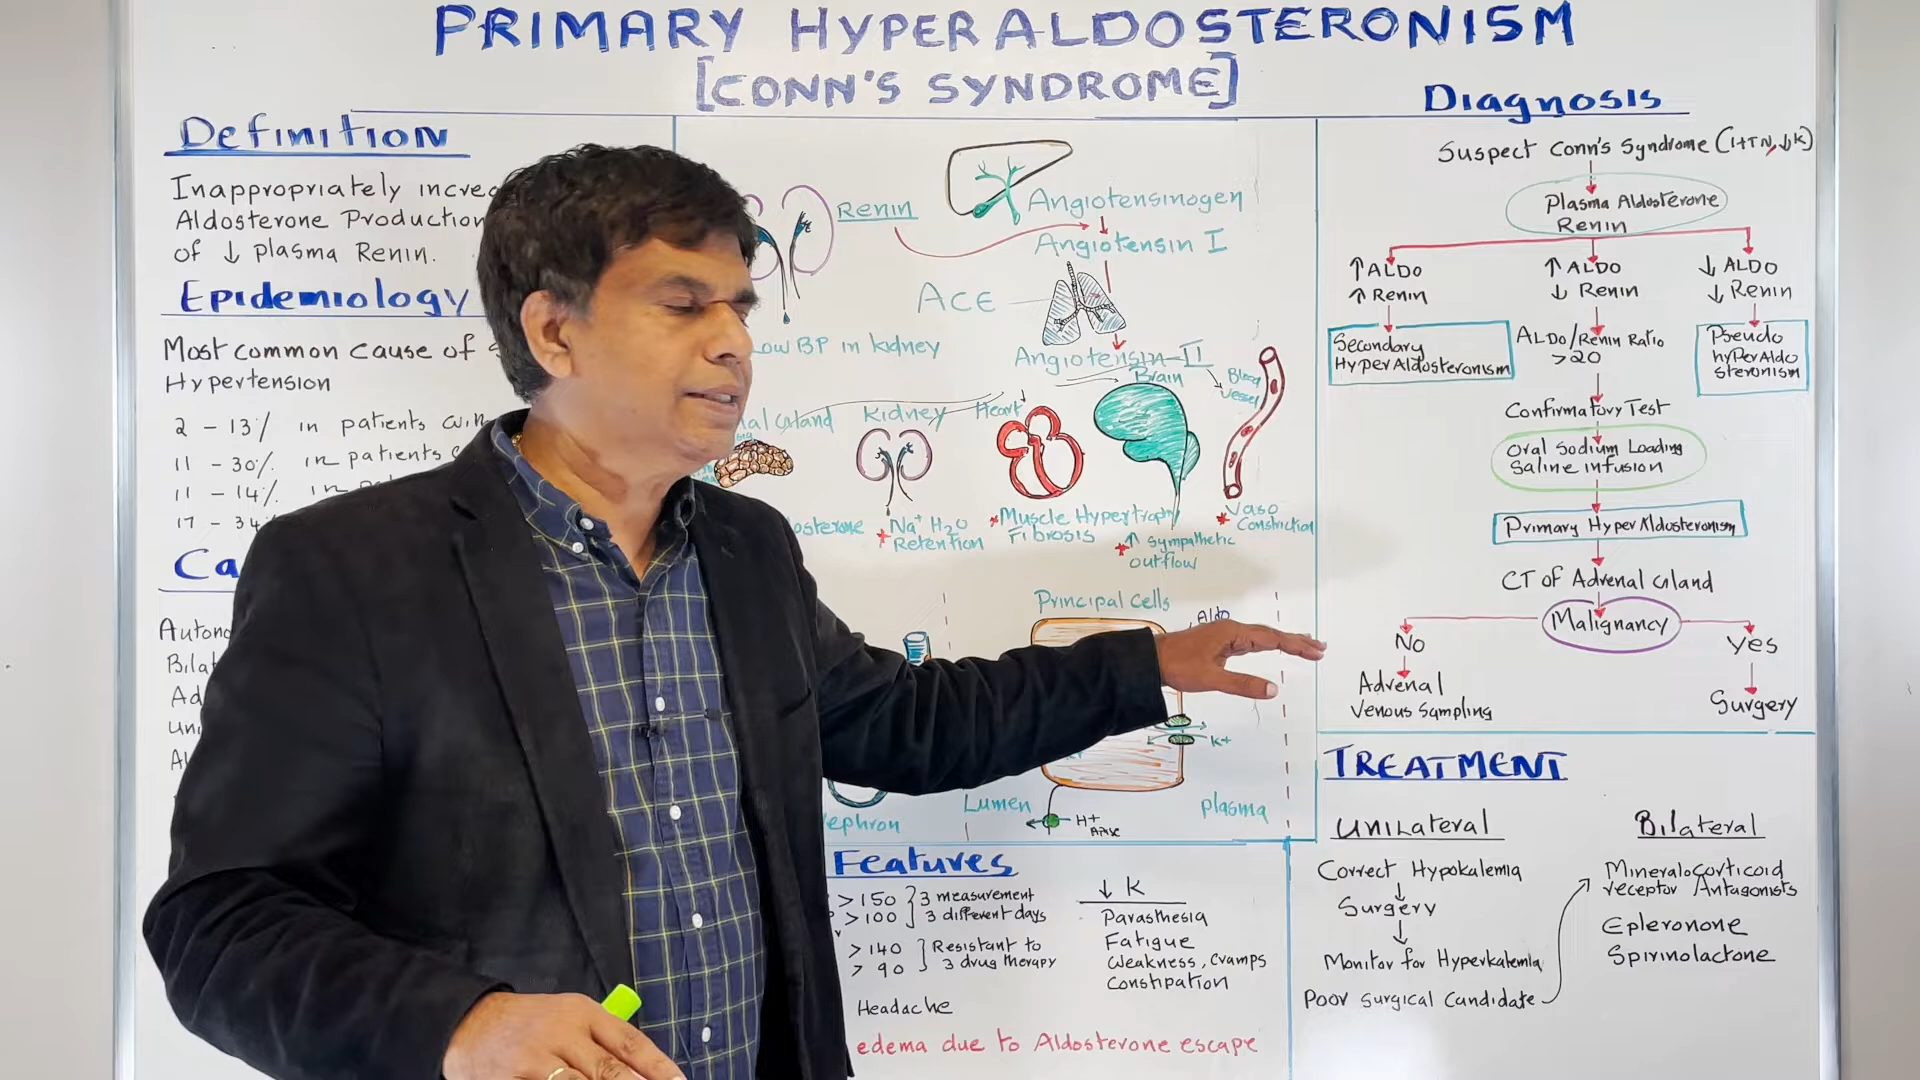 PRIMARY HYPERALDOSTERONISM
[CONN'S SYNDROME]
Definition
Inappropriately
Aldosterone Production
of ↓ plasma Renin.
Epidemiology
Most common cause of
Hypertension
2 - 13% in patients
11 - 30% in patients
11 - 14% in
17 - 34
Renin
Angiotensinogen
Angiotensin I
ACE
Low BP in kidney
Angiotensin-II
Brain
Blood
Vessel
Gland
Kidney
Heart
* Na+ H2O
Retention
* Muscle Hypertrophy
Fibrosis
* ↑ sympathetic
outflow
* Vaso
Constriction
Principal Cells
Aldo
K+
Lumen
plasma
H+
Features
> 150
> 100
3 measurement
3 different days
> 140
> 90
Resistant to
3 drug therapy
Headache
edema due to Aldosterone escape
↓ K
Parasthesia
Fatigue
Weakness, Cramps
Constipation
Diagnosis
Suspect Conn's Syndrome (HTN, ↓K)
Plasma Aldosterone
Renin
↑ ALDO
↑ Renin
Secondary
HyperAldosteronism
↑ ALDO
↓ Renin
ALDO/Renin Ratio
>20
↓ ALDO
↓ Renin
Pseudo
hyperAldo
steronism
Confirmatory Test
Oral Sodium Loading
Saline infusion
Primary HyperAldosteronism
CT of Adrenal Gland
Malignancy
No
Adrenal
Venous Sampling
Yes
Surgery
TREATMENT
Unilateral
Correct Hypokalemia
Surgery
Monitor for Hyperkalemia
Poor Surgical Candidate
Bilateral
Mineralocorticoid
receptor Antagonists
Epleronone
Spirinolactone